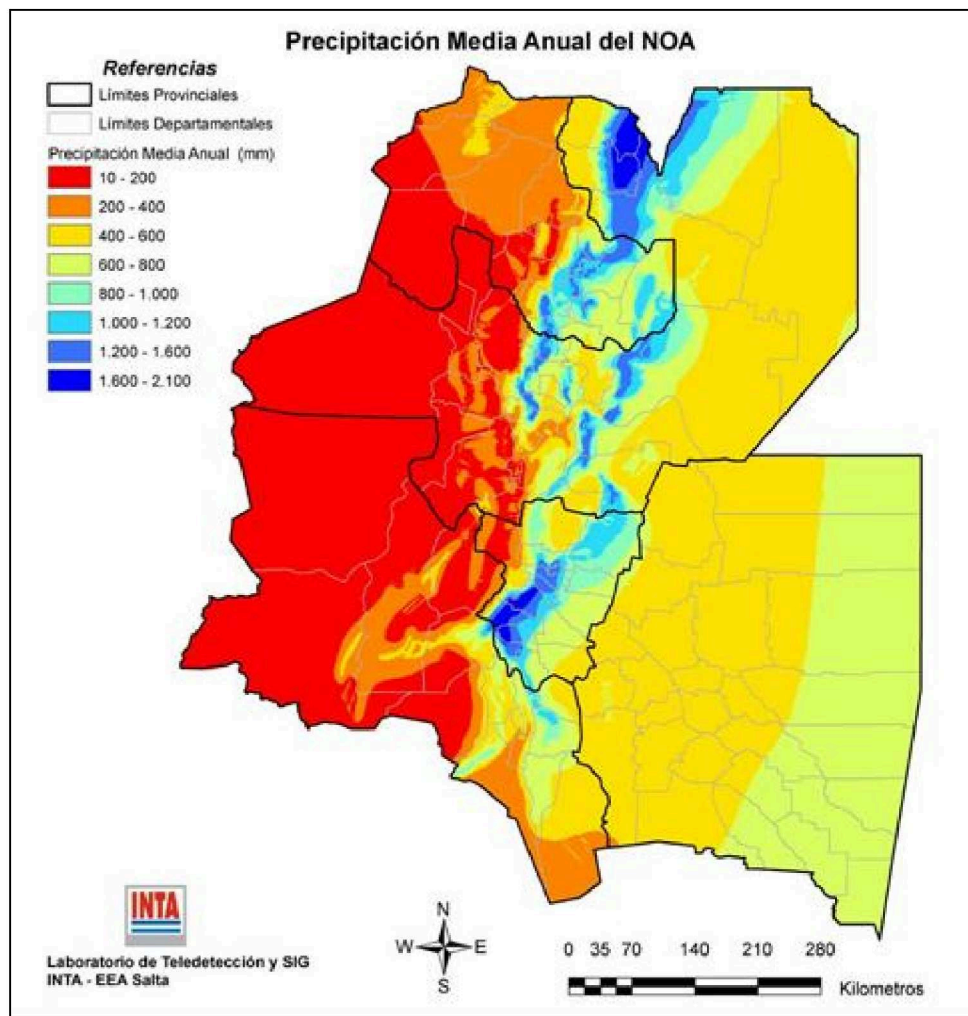 Precipitación Media Anual del NOA
Referencias
Límites Provinciales
Límites Departamentales
Precipitación Media Anual (mm)
10 - 200
200 - 400
400 - 600
600 - 800
800 - 1.000
1.000 - 1.200
1.200 - 1.600
1.600 - 2.100
INTA
Laboratorio de Teledetección y SIG
INTA - EEA Salta
N
W E
S
0 35 70 140 210 280
Kilometros